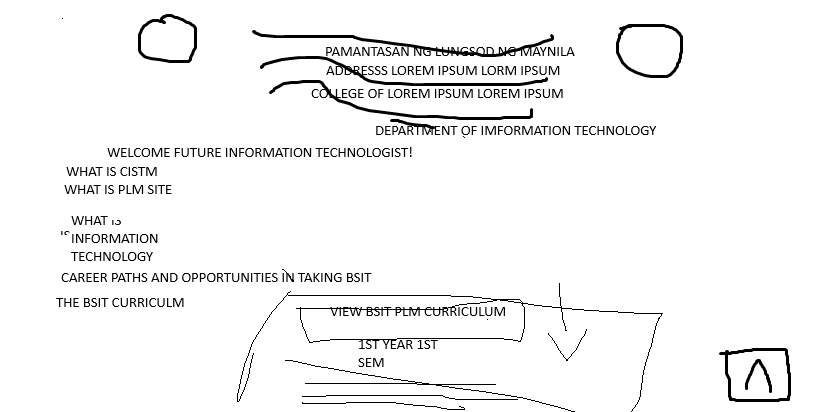 PAMANTASAN NG LUNGSOD NG MAYNILA
ADDRESSS LOREM IPSUM LORM IPSUM
COLLEGE OF LOREM IPSUM LOREM IPSUM
DEPARTMENT OF IMFORMATION TECHNOLOGY
WELCOME FUTURE INFORMATION TECHNOLOGIST!
WHAT IS CISTM
WHAT IS PLM SITE
WHAT IS
IS INFORMATION
TECHNOLOGY
CAREER PATHS AND OPPORTUNITIES IN TAKING BSIT
THE BSIT CURRICULM
VIEW BSIT PLM CURRICULUM
1ST YEAR 1ST
SEM